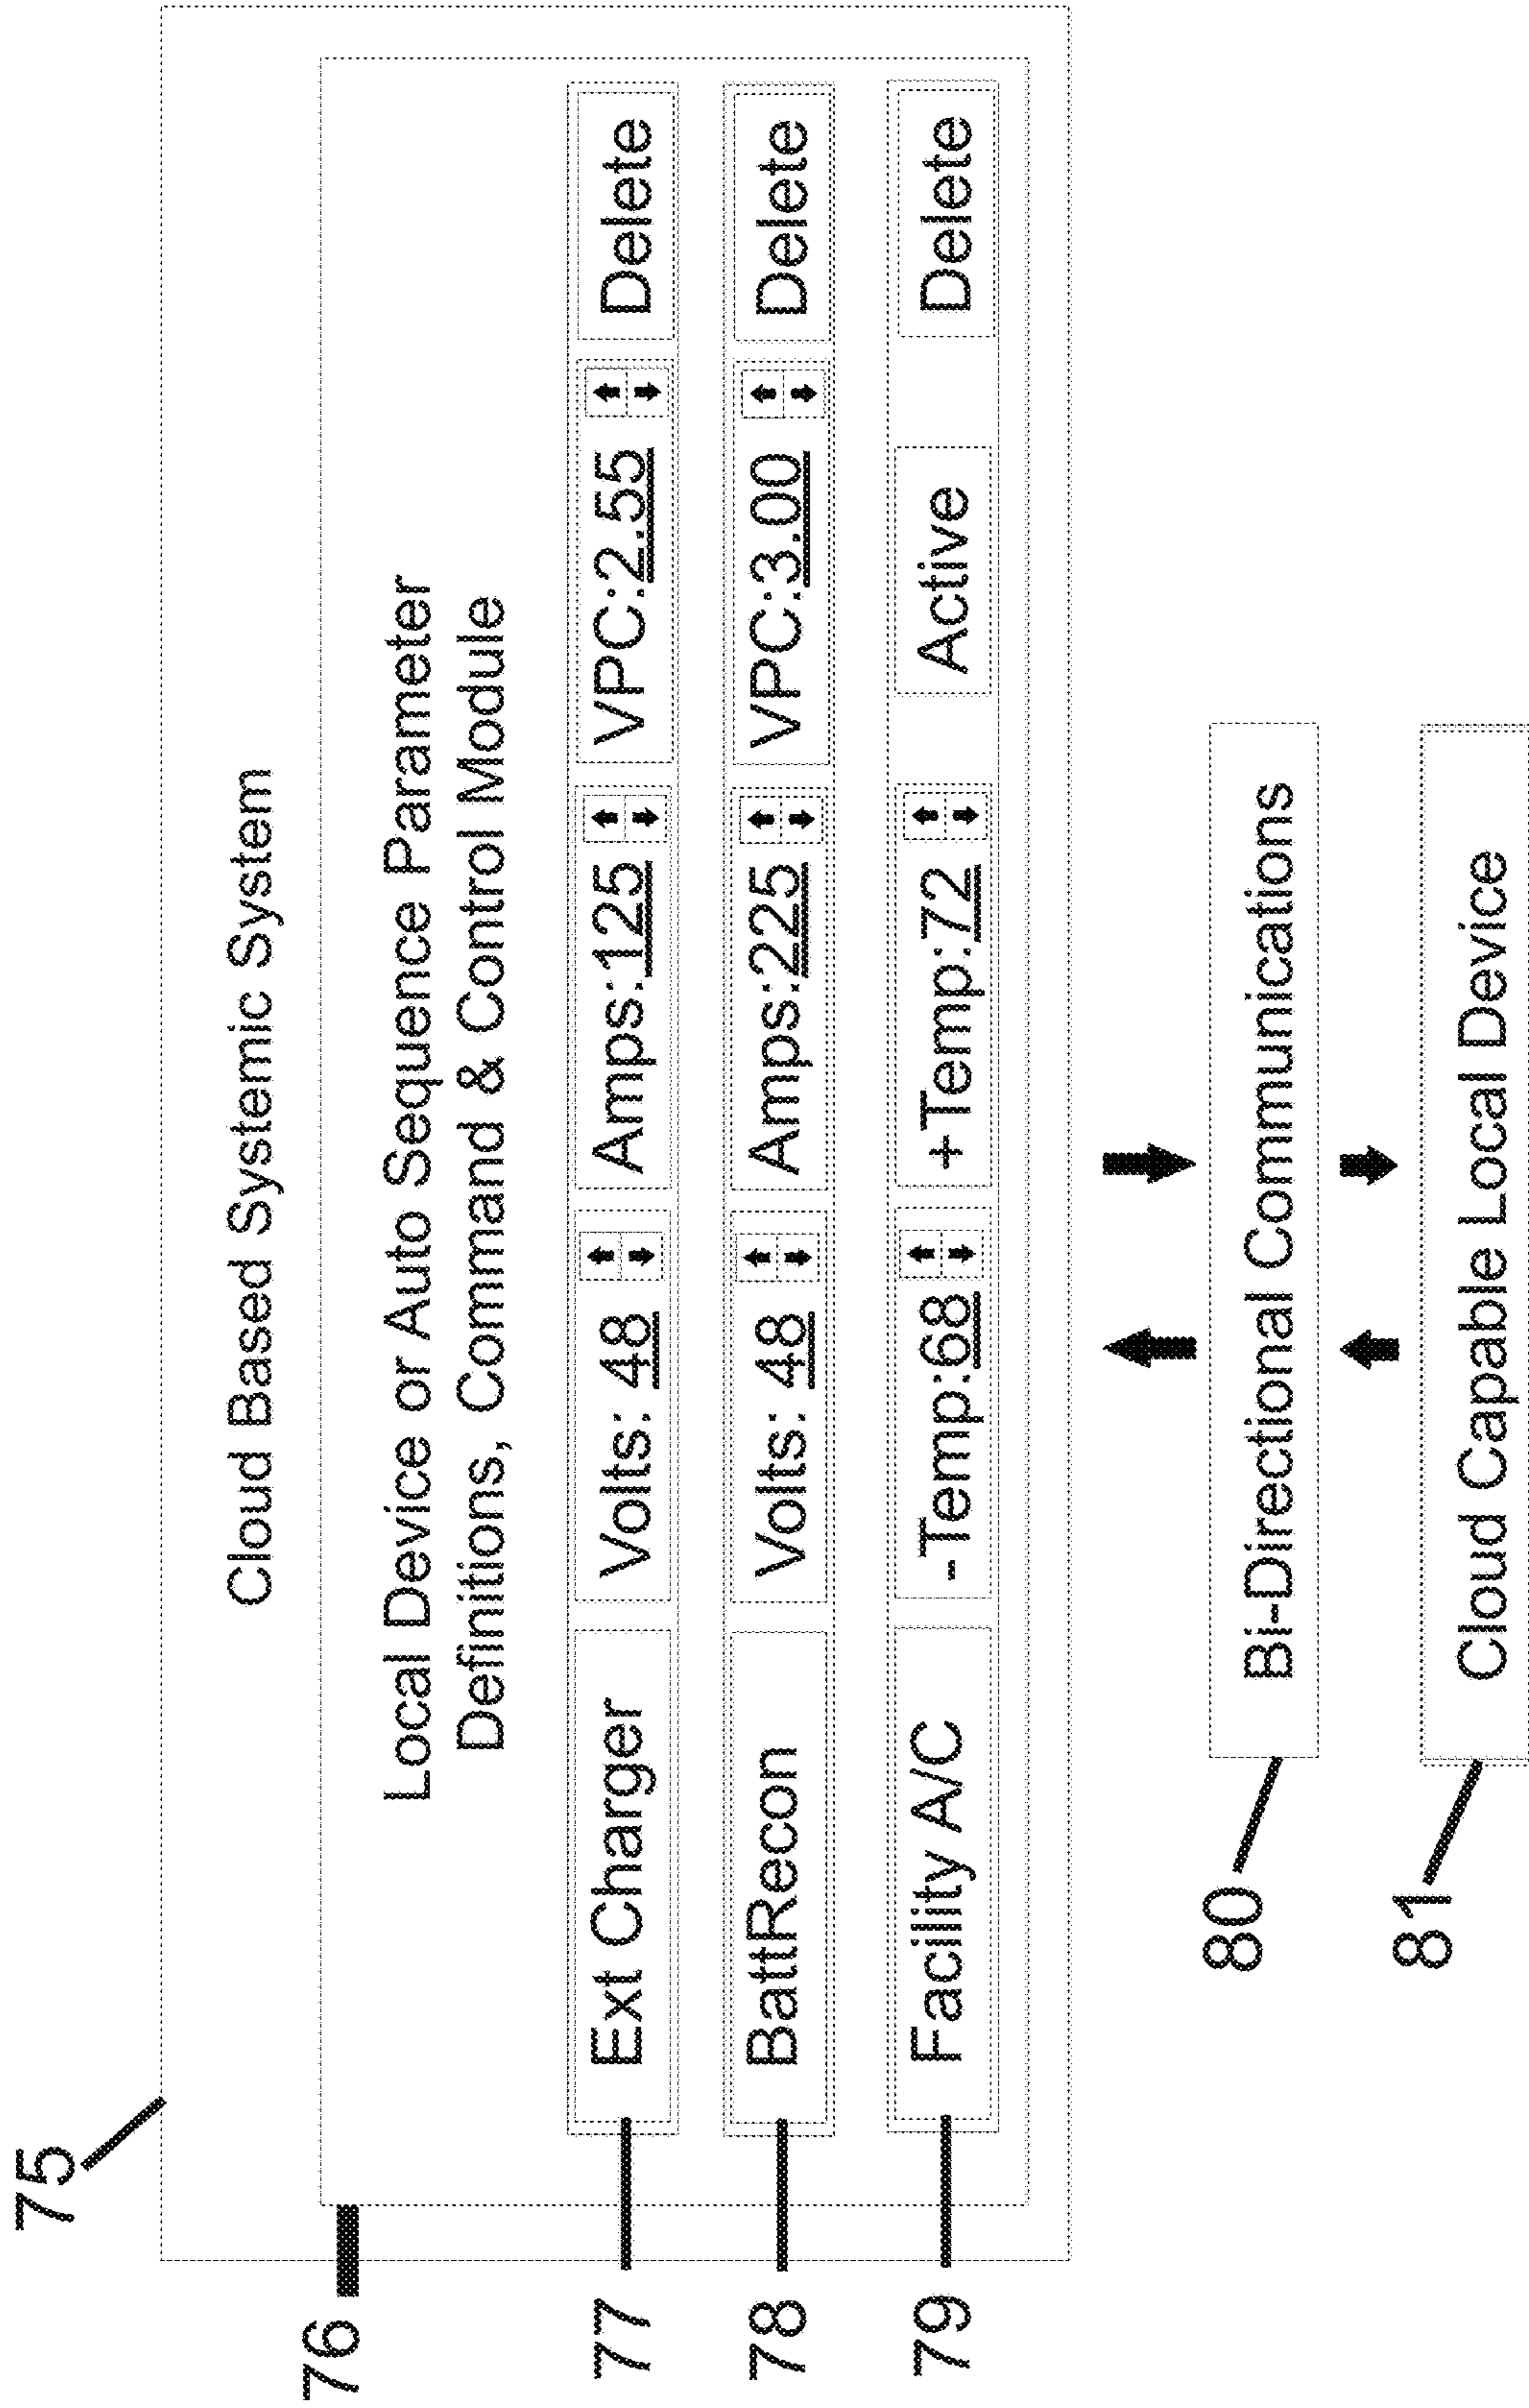 75
Cloud Based Systemic System
76
Local Device or Auto Sequence Parameter
Definitions, Command & Control Module
77 Ext Charger Volts: 48 Amps:125 VPC:2.55 Delete
78 BattRecon Volts: 48 Amps:225 VPC:3.00 Delete
79 Facility A/C -Temp:68 +Temp:72 Active Delete
80 Bi-Directional Communications
81 Cloud Capable Local Device